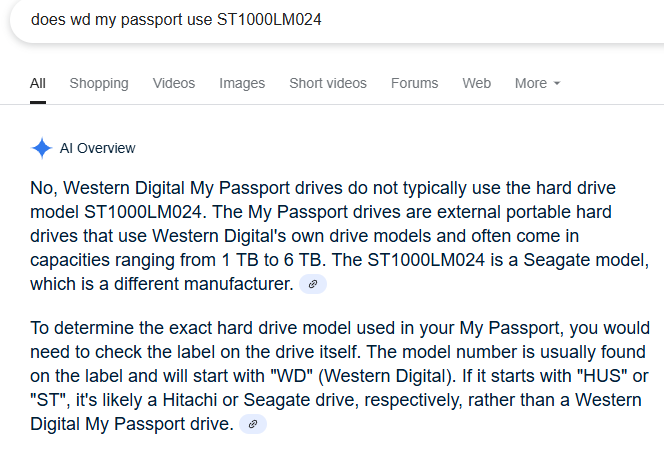 does wd my passport use ST1000LM024
All Shopping Videos Images Short videos Forums Web More
AI Overview
No, Western Digital My Passport drives do not typically use the hard drive
model ST1000LM024. The My Passport drives are external portable hard
drives that use Western Digital's own drive models and often come in
capacities ranging from 1 TB to 6 TB. The ST1000LM024 is a Seagate model,
which is a different manufacturer.
To determine the exact hard drive model used in your My Passport, you would
need to check the label on the drive itself. The model number is usually found
on the label and will start with "WD" (Western Digital). If it starts with "HUS" or
"ST", it's likely a Hitachi or Seagate drive, respectively, rather than a Western
Digital My Passport drive.